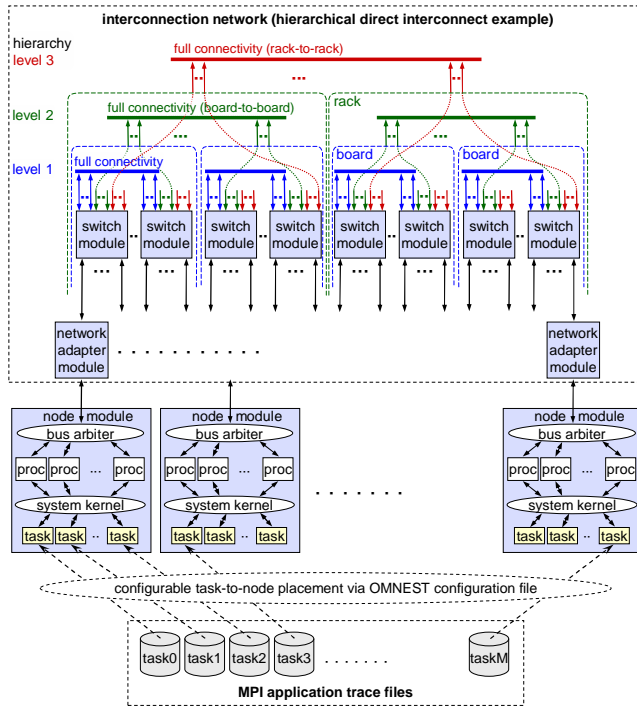 interconnection network (hierarchical direct interconnect example)
hierarchy
level 3
full connectivity (rack-to-rack)
...
level 2
full connectivity (board-to-board)
rack
level 1
full connectivity
board
board
switch module
..
switch module
switch module
..
switch module
switch module
..
switch module
switch module
..
switch module
...
...
...
...
...
...
...
...
network adapter module
. . . . . . . . . . .
network adapter module
node module
node module
node module
bus arbiter
bus arbiter
bus arbiter
proc proc ... proc
proc proc ... proc
proc proc ... proc
system kernel
system kernel
system kernel
. . . . . . .
task task .. task
task task .. task
task task .. task
configurable task-to-node placement via OMNEST configuration file
task0 task1 task2 task3 . . . . . . . taskM
MPI application trace files